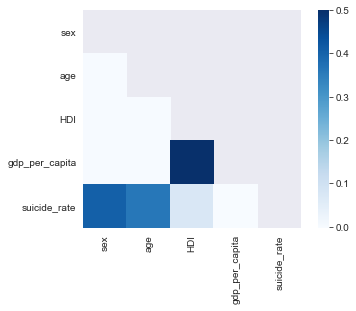 sex
age
HDI
gdp_per_capita
suicide_rate
sex
age
HDI
gdp_per_capita
suicide_rate
0.5
0.4
0.3
0.2
0.1
0.0